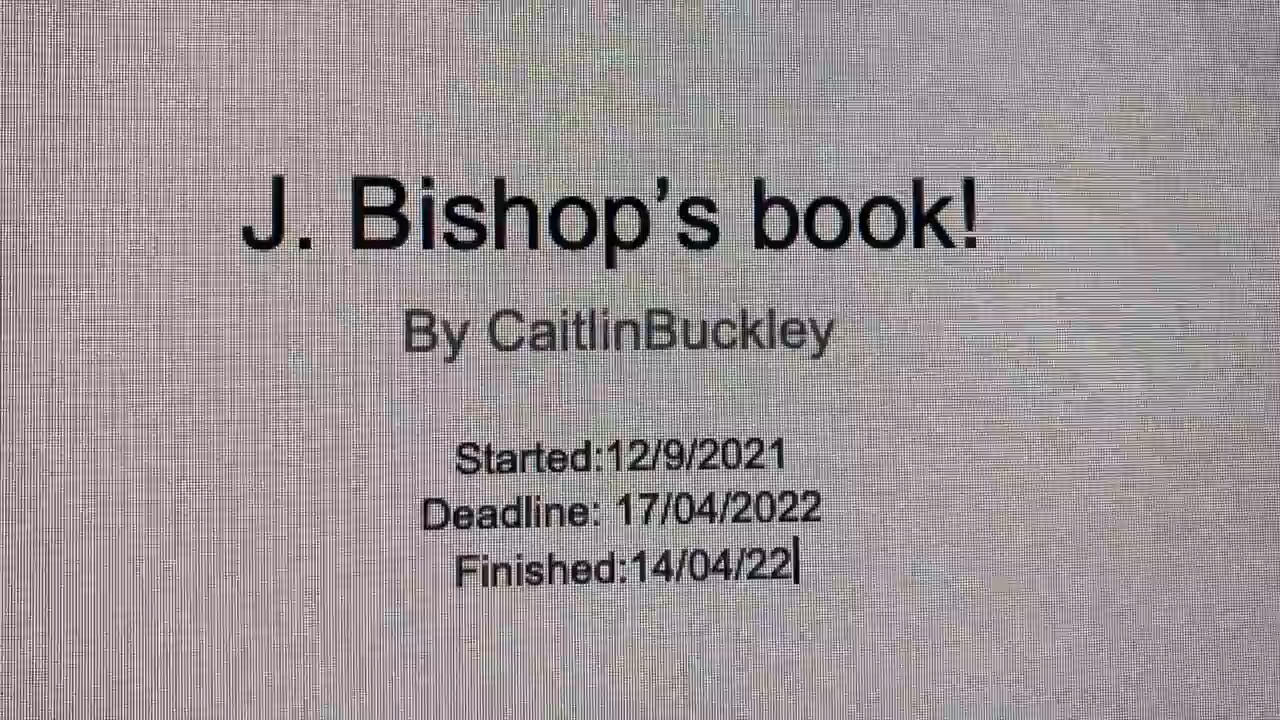 J. Bishop’s book!
By CaitlinBuckley
Started:12/9/2021
Deadline: 17/04/2022
Finished:14/04/22